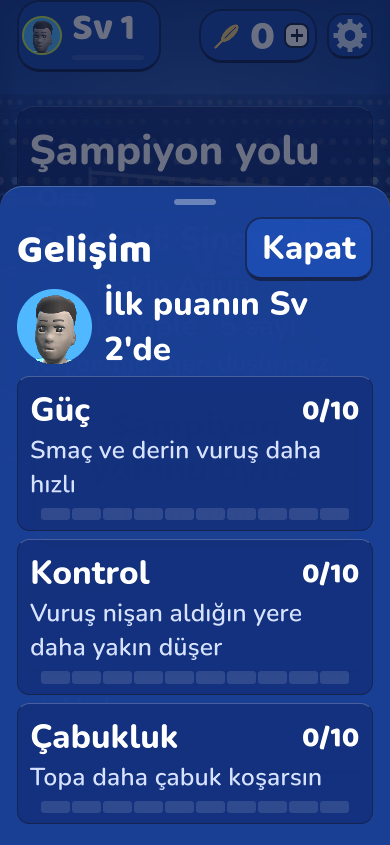 Sv 1
0
Şampiyon yolu
Gelişim
Kapat
İlk puanın Sv
2'de
Güç
0/10
Smaç ve derin vuruş daha
hızlı
Kontrol
0/10
Vuruş nişan aldığın yere
daha yakın düşer
Çabukluk
0/10
Topa daha çabuk koşarsın